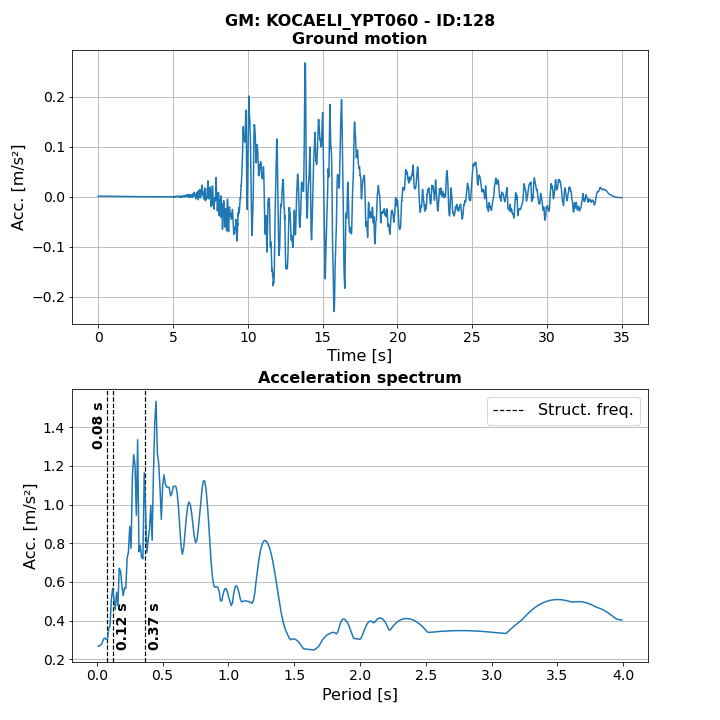 GM: KOCAELI_YPT060 - ID:128
Ground motion
Acc. [m/s²]
0.2
0.1
0.0
−0.1
−0.2
0 5 10 15 20 25 30 35
Time [s]
Acceleration spectrum
Acc. [m/s²]
1.4
1.2
1.0
0.8
0.6
0.4
0.2
0.08 s
0.12 s
0.37 s
Struct. freq.
0.0 0.5 1.0 1.5 2.0 2.5 3.0 3.5 4.0
Period [s]